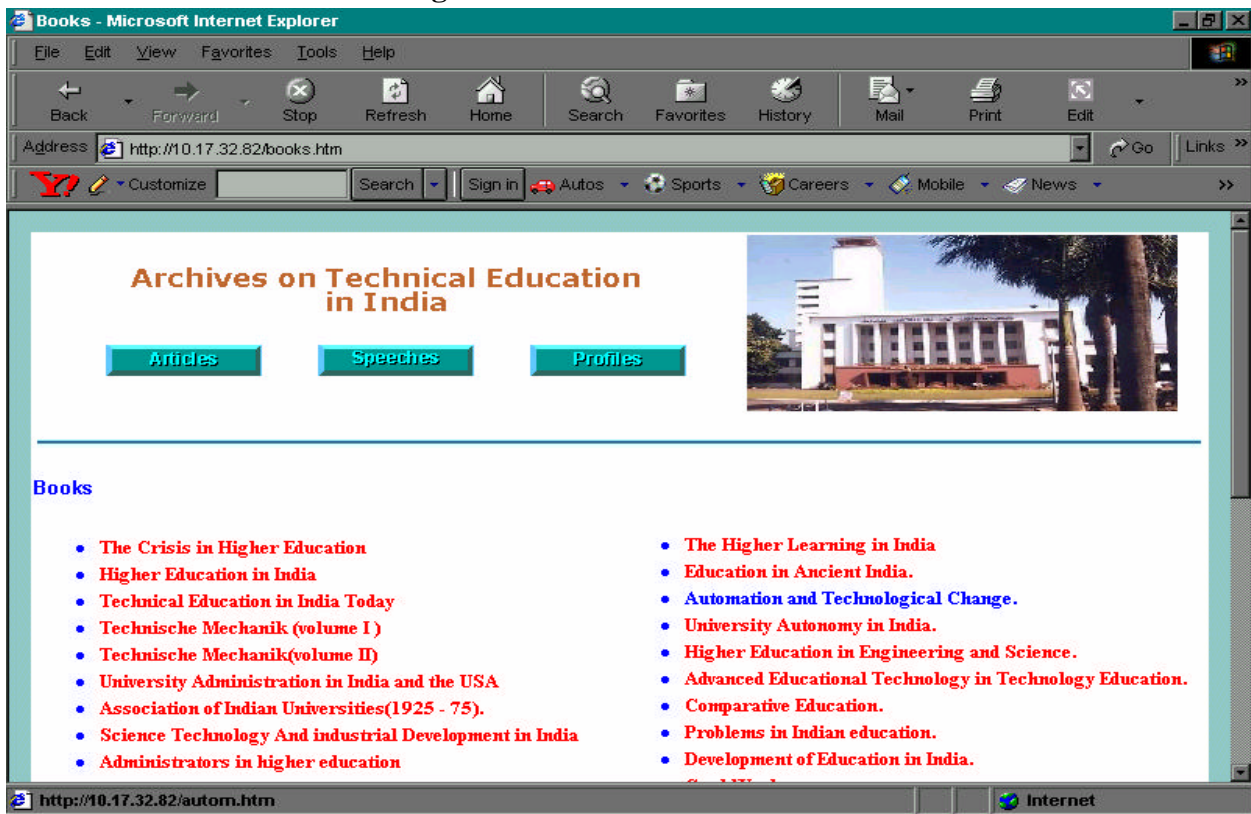 Books - Microsoft Internet Explorer
File Edit View Favorites Tools Help
Back Forward Stop Refresh Home Search Favorites History Mail Print Edit »
Address http://10.17.32.82/books.htm Go Links »
Y! Customize Search Sign in Autos Sports Careers Mobile News »
Archives on Technical Education
in India
Articles Speeches Profiles
Books
The Crisis in Higher Education
Higher Education in India
Technical Education in India Today
Technische Mechanik (volume I )
Technische Mechanik(volume II)
University Administration in India and the USA
Association of Indian Universities(1925 - 75).
Science Technology And industrial Development in India
Administrators in higher education
The Higher Learning in India
Education in Ancient India.
Automation and Technological Change.
University Autonomy in India.
Higher Education in Engineering and Science.
Advanced Educational Technology in Technology Education.
Comparative Education.
Problems in Indian education.
Development of Education in India.
http://10.17.32.82/autom.htm Internet